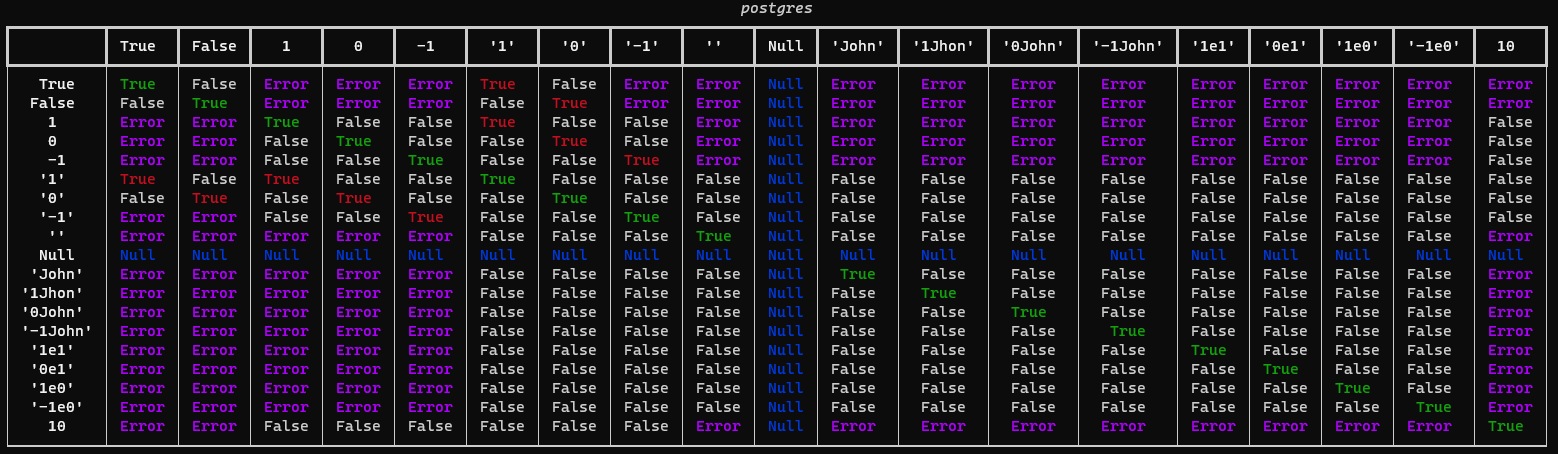 postgres
True False 1 0 -1 '1' '0' '-1' '' Null 'John' '1Jhon' '0John' '-1John' '1e1' '0e1' '1e0' '-1e0' 10
True True False Error Error Error True False Error Error Null Error Error Error Error Error Error Error Error Error
False False True Error Error Error False True Error Error Null Error Error Error Error Error Error Error Error Error
1 Error Error True False False True False False Error Null Error Error Error Error Error Error Error Error False
0 Error Error False True False False True False Error Null Error Error Error Error Error Error Error Error False
-1 Error Error False False True False False True Error Null Error Error Error Error Error Error Error Error False
'1' True False True False False True False False False Null False False False False False False False False False
'0' False True False True False False True False False Null False False False False False False False False False
'-1' Error Error False False True False False True False Null False False False False False False False False False
'' Error Error Error Error Error False False False True Null False False False False False False False False Error
Null Null Null Null Null Null Null Null Null Null Null Null Null Null Null Null Null Null Null Null
'John' Error Error Error Error Error False False False False Null True False False False False False False False Error
'1Jhon' Error Error Error Error Error False False False False Null False True False False False False False False Error
'0John' Error Error Error Error Error False False False False Null False False True False False False False False Error
'-1John' Error Error Error Error Error False False False False Null False False False True False False False False Error
'1e1' Error Error Error Error Error False False False False Null False False False False True False False False Error
'0e1' Error Error Error Error Error False False False False Null False False False False False True False False Error
'1e0' Error Error Error Error Error False False False False Null False False False False False False True False Error
'-1e0' Error Error Error Error Error False False False False Null False False False False False False False True Error
10 Error Error False False False False False False Error Null Error Error Error Error Error Error Error Error True